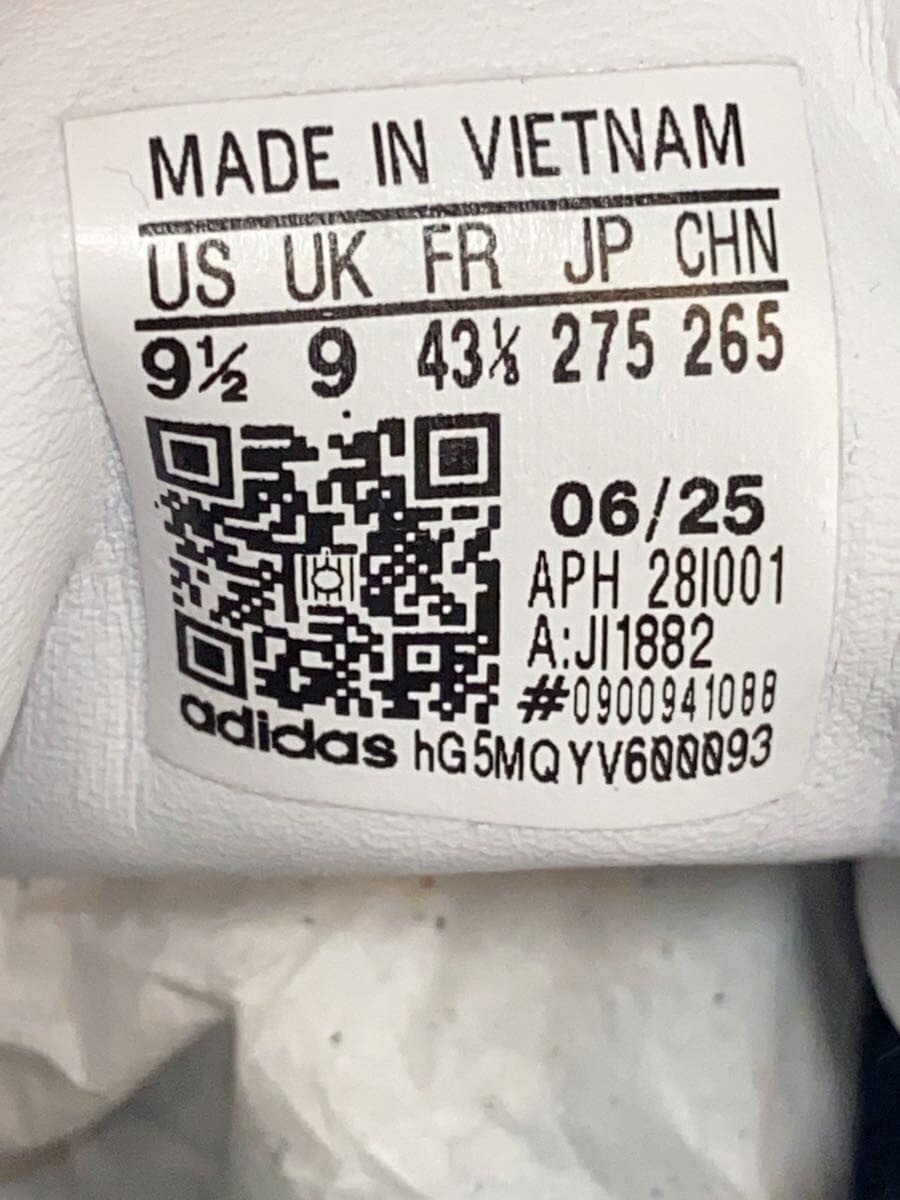 MADE IN VIETNAM
US UK FR JP CHN
9½ 9 43⅓ 275 265
06/25
APH 28I001
A:JI1882
#0900941088
adidas hG5MQYV600093